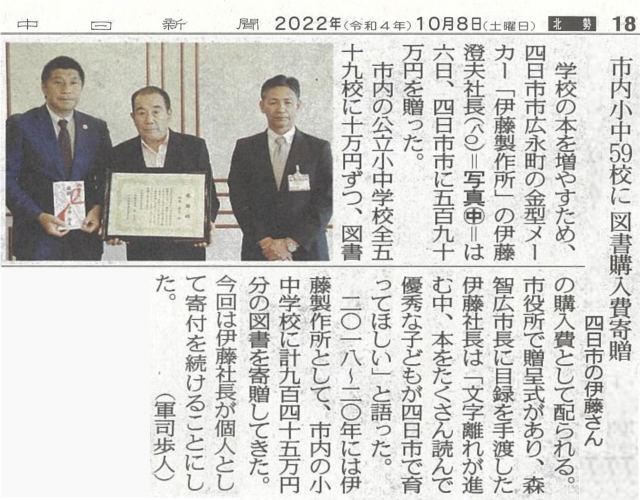 中日新聞 2022年(令和4年)10月8日(土曜日) 北勢 18
市内小中59校に図書購入費寄贈
四日市の伊藤さん
学校の本を増やすため、
四日市市広永町の金型メー
カー「伊藤製作所」の伊藤
澄夫社長(八〇)=写真㊥=は
六日、四日市市に五百九十
万円を贈った。
市内の公立小中学校全五
十九校に十万円ずつ、図書
の購入費として配られる。
市役所で贈呈式があり、森
智広市長に目録を手渡した
伊藤社長は「文字離れが進
む中、本をたくさん読んで
優秀な子どもが四日市で育
ってほしい」と語った。
二〇一八〜二〇年には伊
藤製作所として、市内の小
中学校に計九百四十五万円
分の図書を寄贈してきた。
今回は伊藤社長が個人とし
て寄付を続けることにし
た。
(軍司歩人)